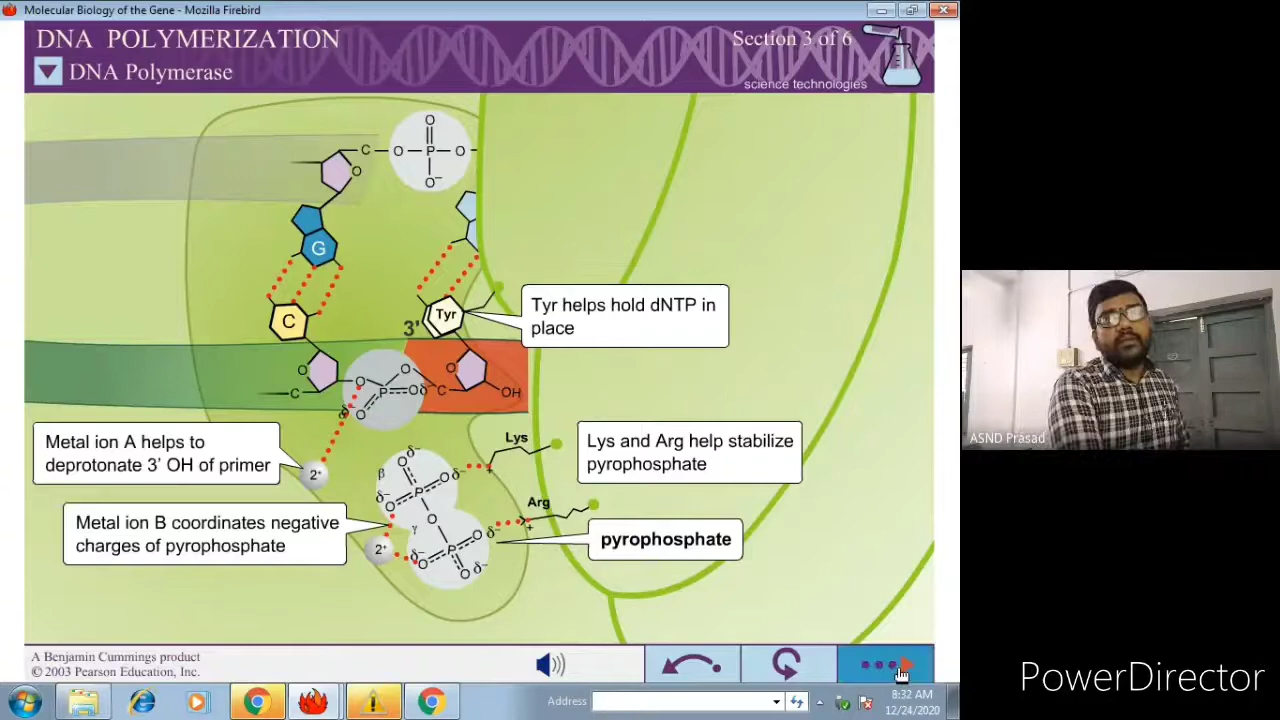 Molecular Biology of the Gene - Mozilla Firebird
DNA POLYMERIZATION
Section 3 of 6
DNA Polymerase
science technologies
O
C O P O
O
O⁻
G
C
Tyr
3'
Tyr helps hold dNTP in
place
O O O O
C P Oδ⁻ C OH
δ⁻ O
Metal ion A helps to
deprotonate 3' OH of primer
2⁺
Lys
Lys and Arg help stabilize
pyrophosphate
δ⁻
O
β δ⁻
P O +
δ⁻ O
Arg
O
γ
+
Metal ion B coordinates negative
charges of pyrophosphate
2⁺
δ⁻
O
δ⁻ P
O
O δ⁻
pyrophosphate
ASND Prasad
A Benjamin Cummings product
© 2003 Pearson Education, Inc.
PowerDirector
Address
8:32 AM
12/24/2020